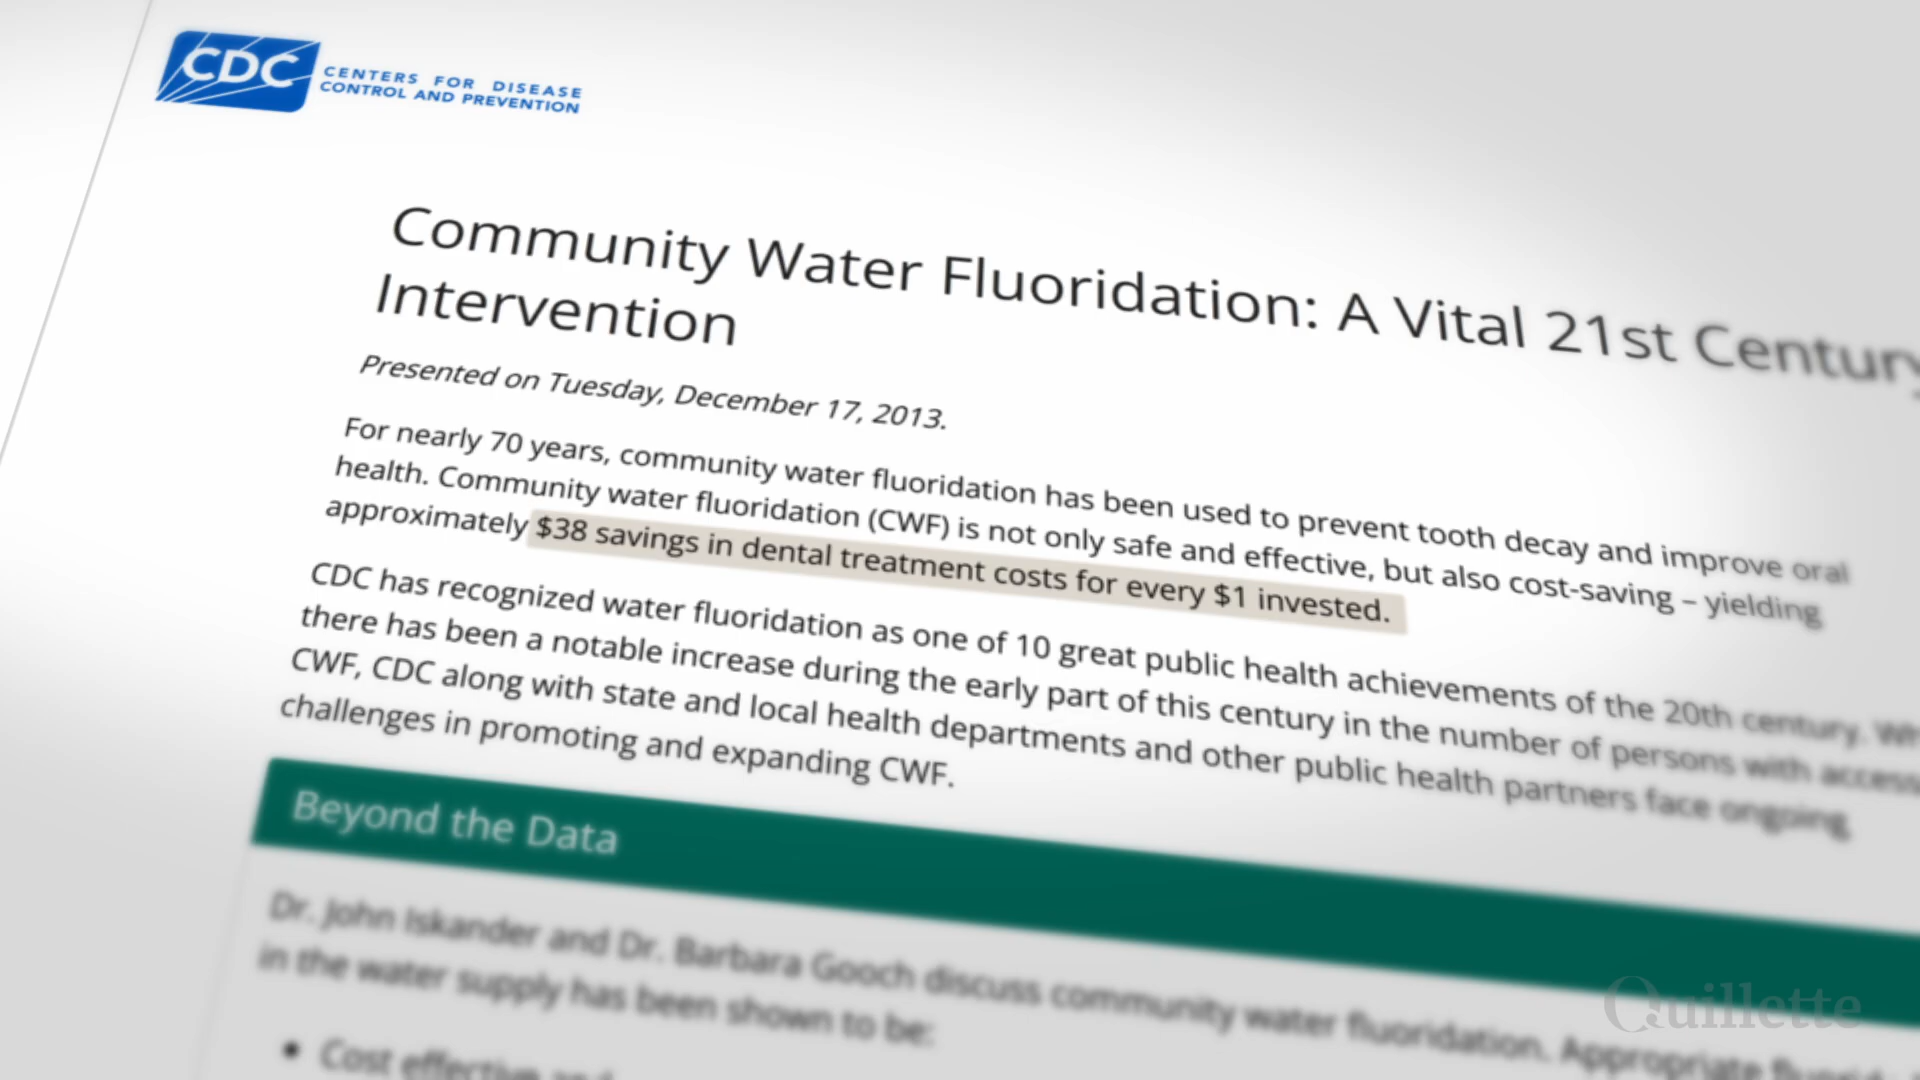 CDC
CENTERS FOR DISEASE
CONTROL AND PREVENTION
Community Water Fluoridation: A Vital 21st Century
Intervention
Presented on Tuesday, December 17, 2013.
For nearly 70 years, community water fluoridation has been used to prevent tooth decay and improve oral
health. Community water fluoridation (CWF) is not only safe and effective, but also cost-saving – yielding
approximately $38 savings in dental treatment costs for every $1 invested.
CDC has recognized water fluoridation as one of 10 great public health achievements of the 20th century.
there has been a notable increase during the early part of this century in the number of persons with access
CWF, CDC along with state and local health departments and other public health partners face ongoing
challenges in promoting and expanding CWF.
Beyond the Data
Dr. John Iskander and Dr. Barbara Gooch discuss community water fluoridation. Appropriate
in the water supply has been shown to be:
• Cost effective and
Quillette